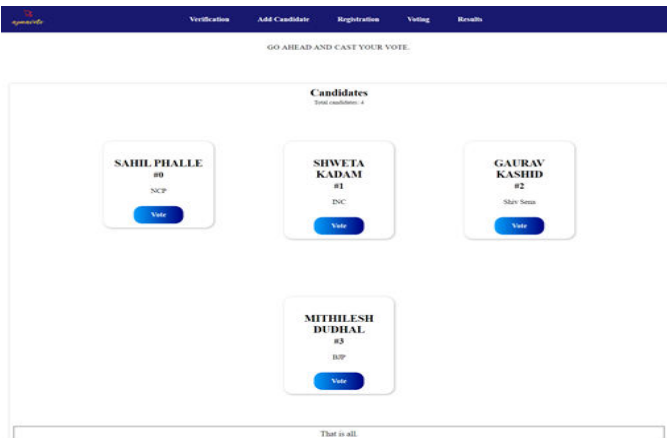 Verification Add Candidate Registration Voting Results
GO AHEAD AND CAST YOUR VOTE.
Candidates
Total candidates: 4
SAHIL PHALLE
#0
NCP
Vote
SHWETA
KADAM
#1
INC
Vote
GAURAV
KASHID
#2
Shiv Sena
Vote
MITHILESH
DUDHAL
#3
BJP
Vote
That is all.